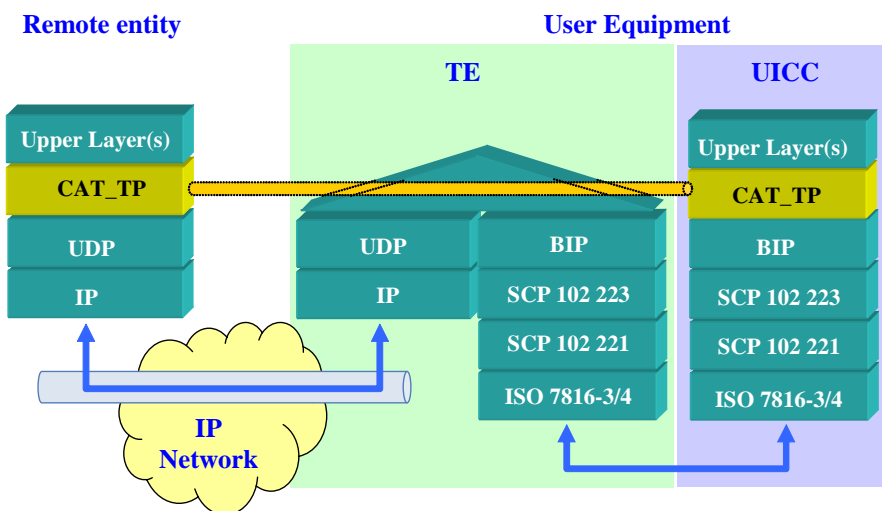 Remote entity
User Equipment
TE
UICC
Upper Layer(s)
CAT_TP
UDP
IP
UDP
IP
BIP
SCP 102 223
SCP 102 221
ISO 7816-3/4
Upper Layer(s)
CAT_TP
BIP
SCP 102 223
SCP 102 221
ISO 7816-3/4
IP
Network